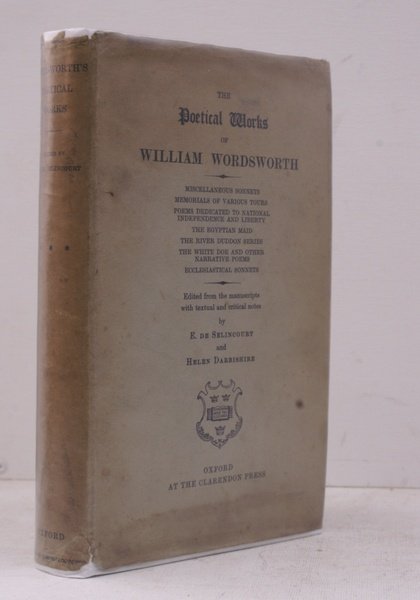 THE
Poetical Works
OF
WILLIAM WORDSWORTH
MISCELLANEOUS SONNETS
MEMORIALS OF VARIOUS TOURS
POEMS DEDICATED TO NATIONAL
INDEPENDENCE AND LIBERTY
THE EGYPTIAN MAID
THE RIVER DUDDON SERIES
THE WHITE DOE AND OTHER
NARRATIVE POEMS
ECCLESIASTICAL SONNETS
Edited from the manuscripts
with textual and critical notes
by
E. DE SELINCOURT
and
HELEN DARBISHIRE
OXFORD
AT THE CLARENDON PRESS
OXFORD